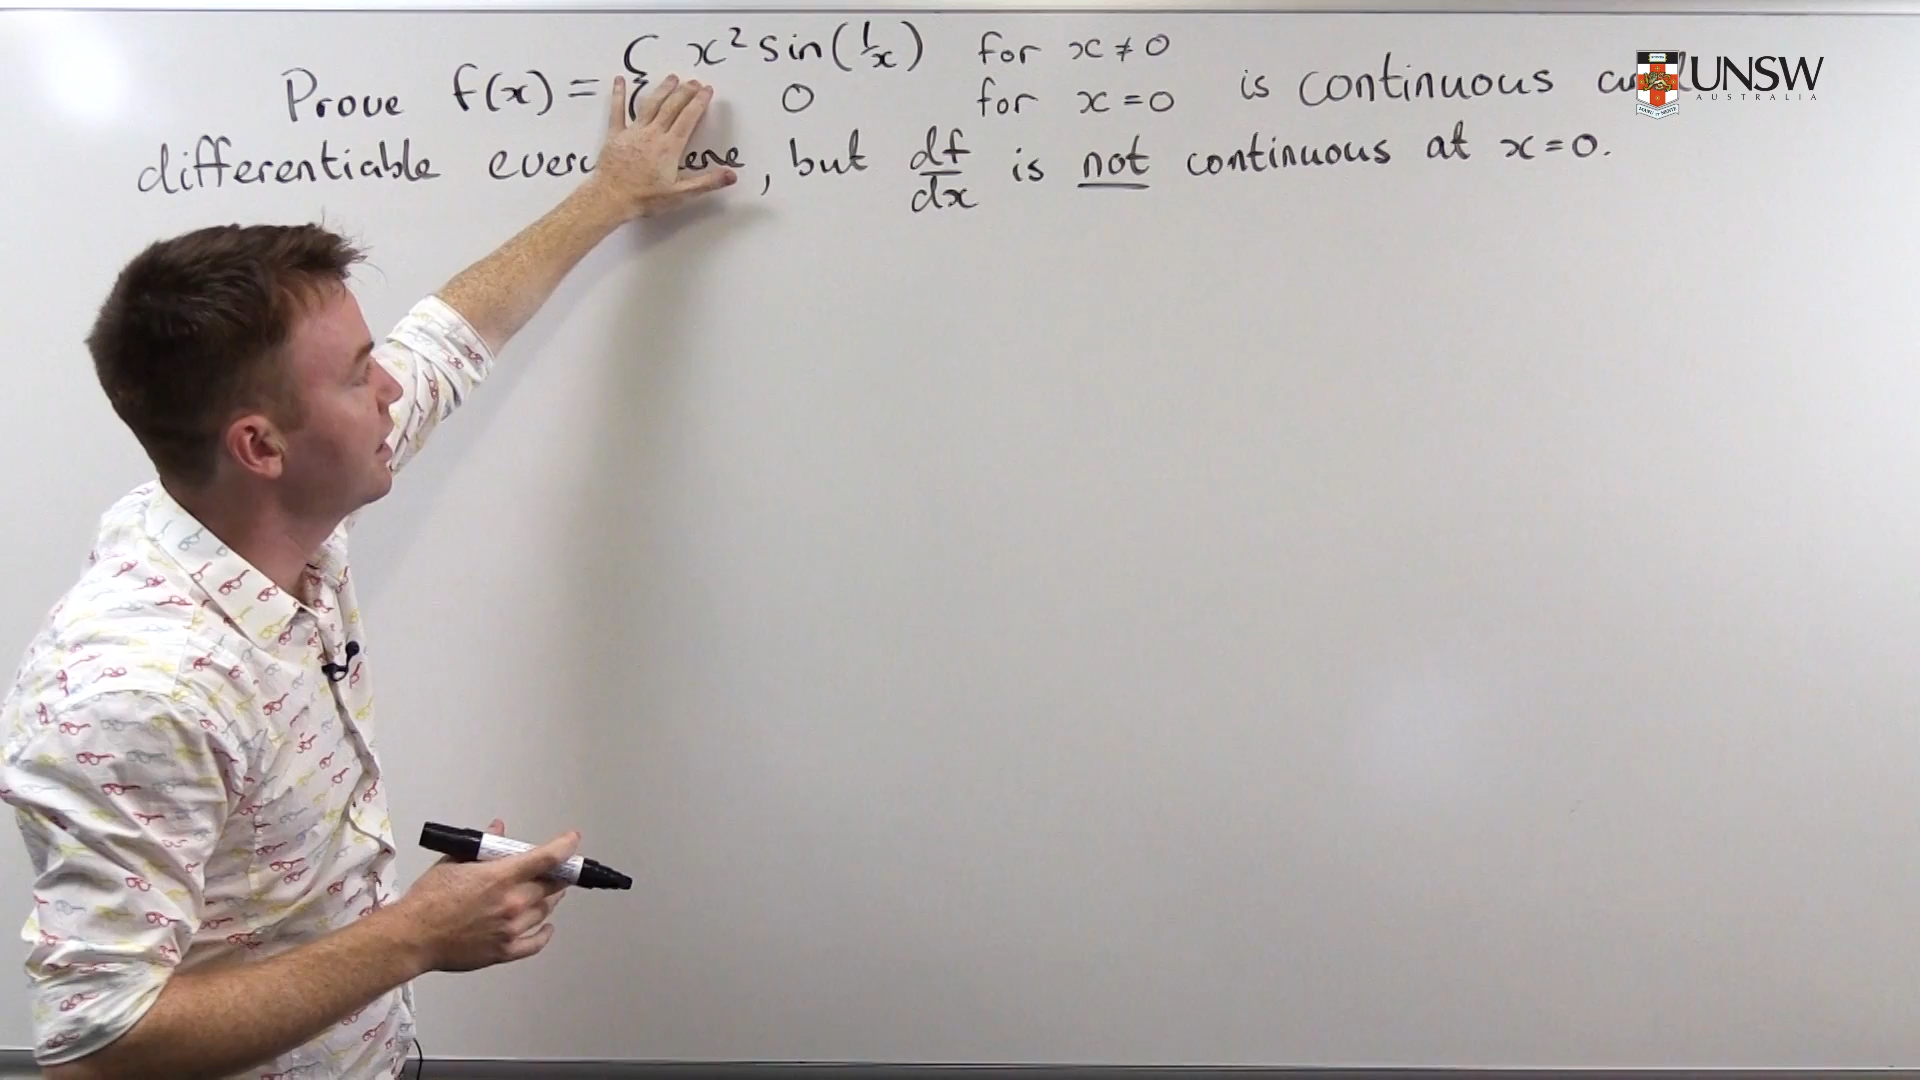 Prove f(x) = { x² sin(1/x) for x ≠ 0
0 for x = 0 is continuous
differentiable, but df/dx is not continuous at x = 0.
UNSW
AUSTRALIA